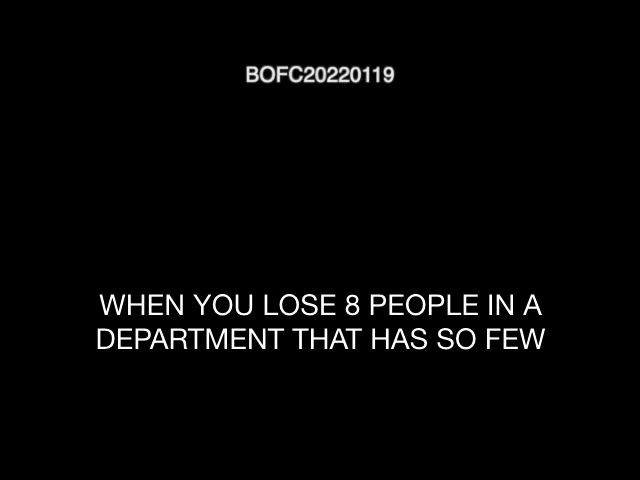 BOFC20220119
WHEN YOU LOSE 8 PEOPLE IN A
DEPARTMENT THAT HAS SO FEW